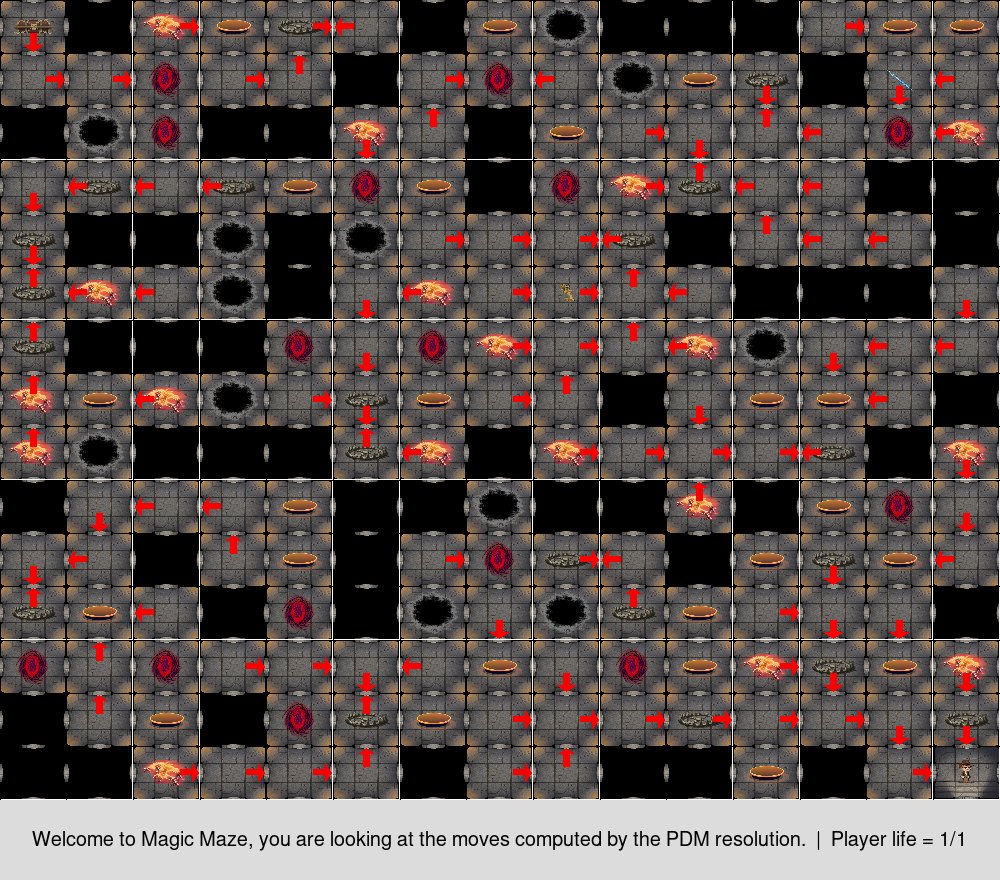 Welcome to Magic Maze, you are looking at the moves computed by the PDM resolution.  |  Player life = 1/1